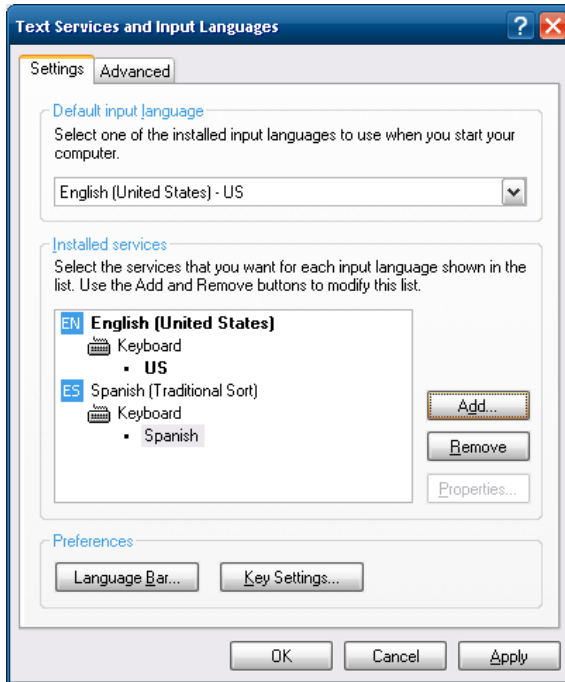 Text Services and Input Languages
Settings
Advanced
Default input language
Select one of the installed input languages to use when you start your
computer.
English (United States) - US
Installed services
Select the services that you want for each input language shown in the
list. Use the Add and Remove buttons to modify this list.
EN English (United States)
Keyboard
• US
ES Spanish (Traditional Sort)
Keyboard
• Spanish
Add...
Remove
Properties...
Preferences
Language Bar...
Key Settings...
OK
Cancel
Apply